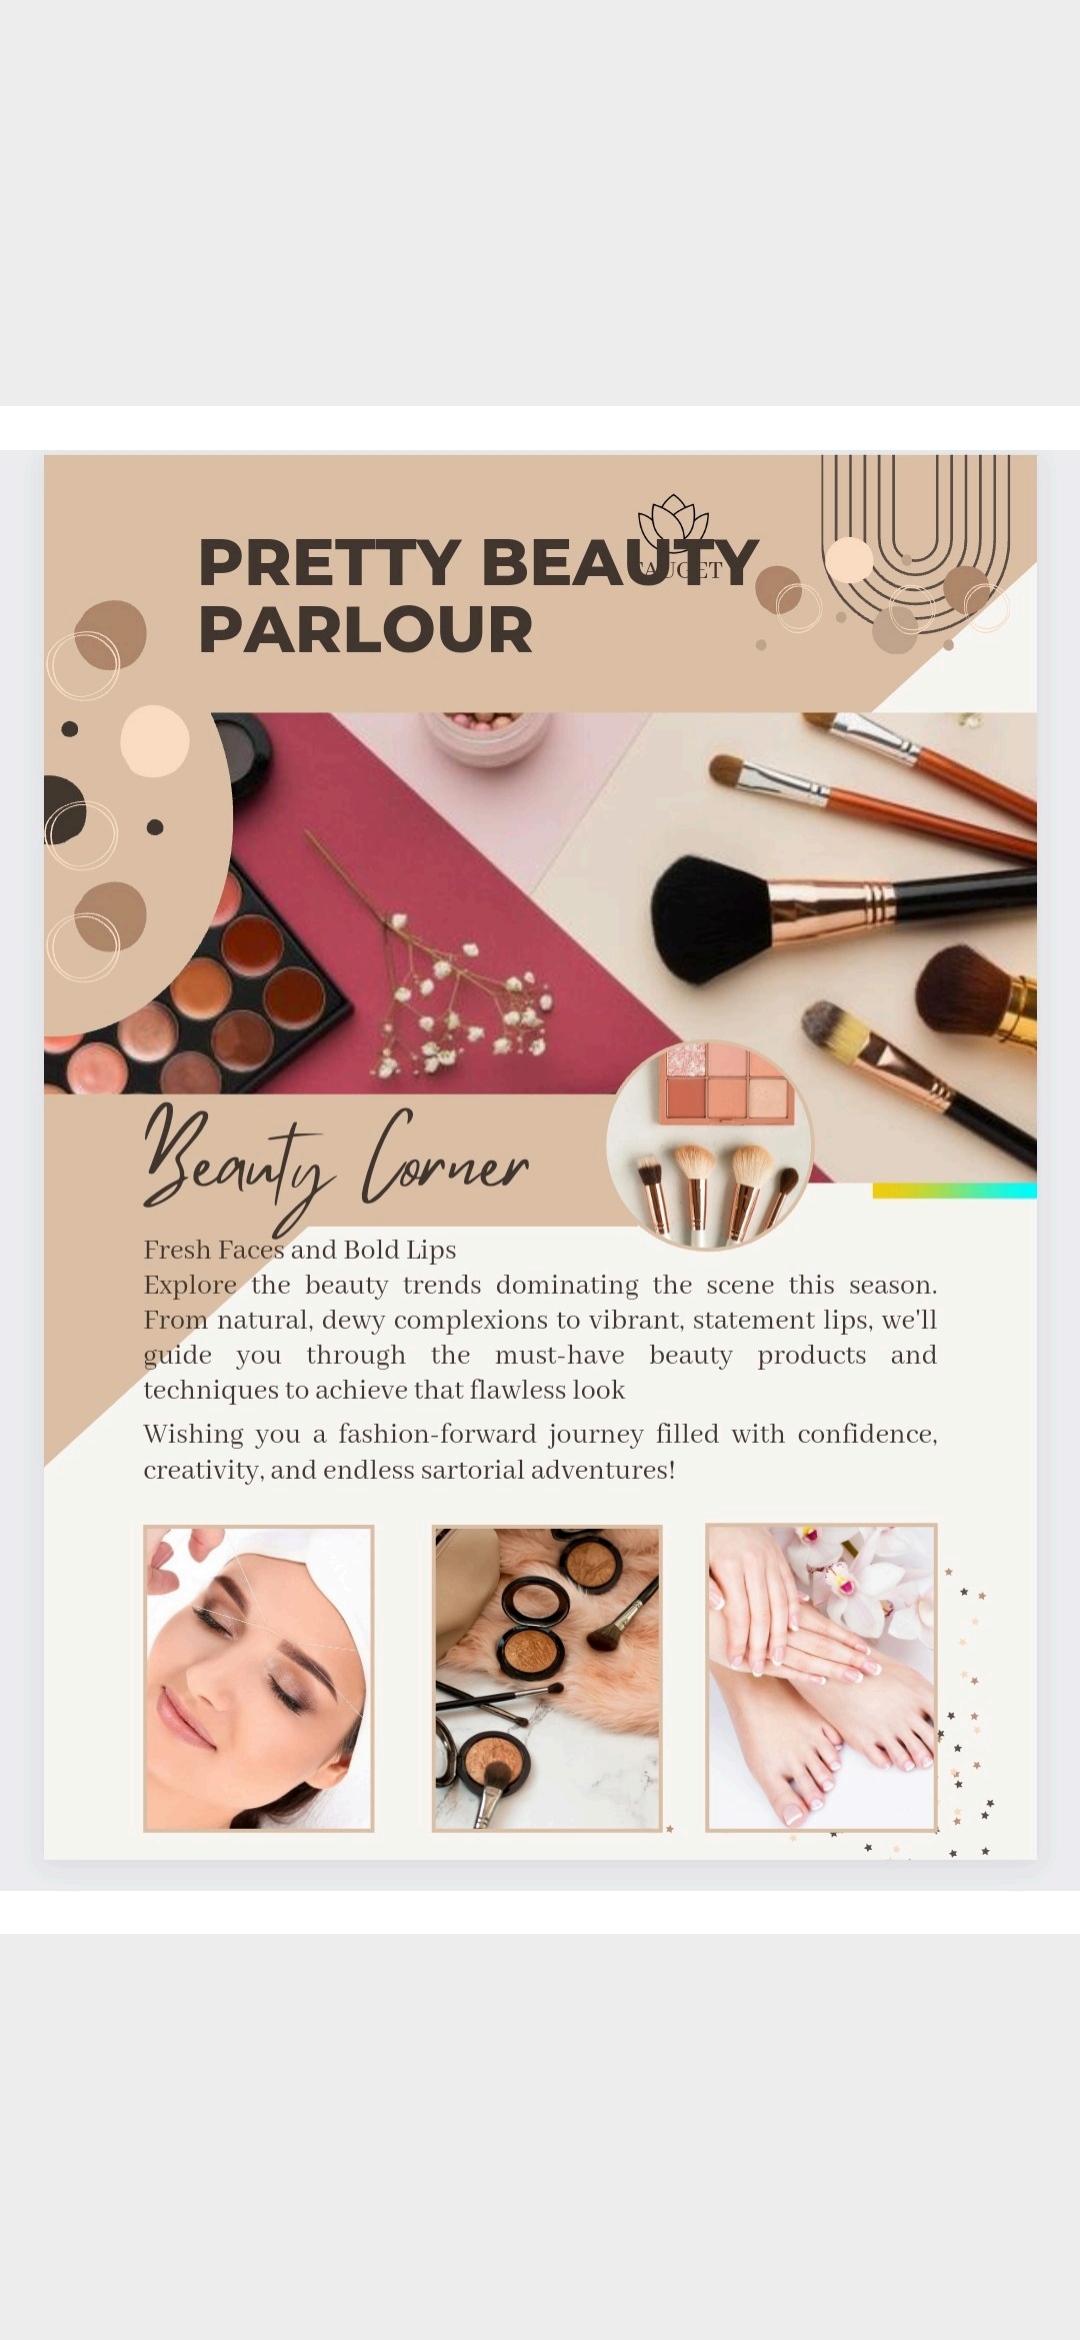 FAUGET
PRETTY BEAUTY
PARLOUR
Beauty Corner
Fresh Faces and Bold Lips
Explore the beauty trends dominating the scene this season.
From natural, dewy complexions to vibrant, statement lips, we'll
guide you through the must-have beauty products and
techniques to achieve that flawless look
Wishing you a fashion-forward journey filled with confidence,
creativity, and endless sartorial adventures!